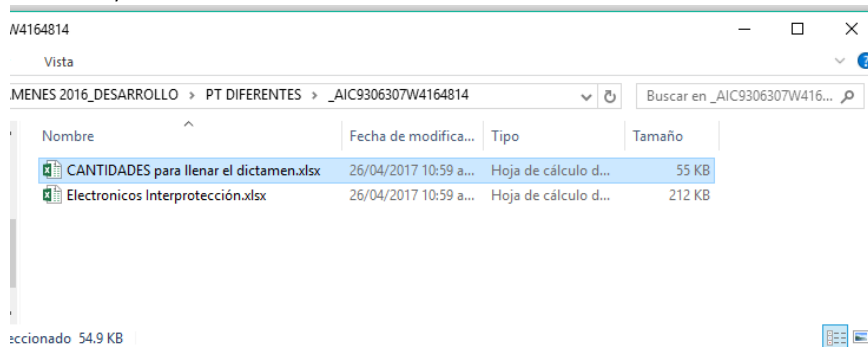 W4164814
Vista
MENES 2016_DESARROLLO > PT DIFERENTES > _AIC9306307W4164814 Buscar en _AIC9306307W416...
Nombre Fecha de modifica... Tipo Tamaño
CANTIDADES para llenar el dictamen.xlsx 26/04/2017 10:59 a... Hoja de cálculo d... 55 KB
Electronicos Interprotección.xlsx 26/04/2017 10:59 a... Hoja de cálculo d... 212 KB
eccionado 54.9 KB